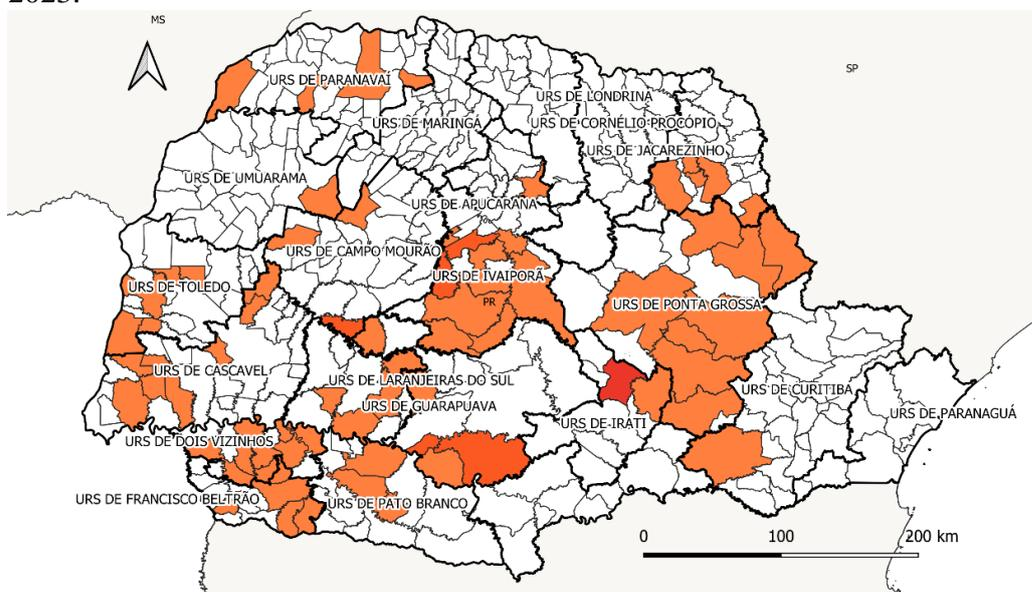 2023.
MS
SP
URS DE PARANAVAÍ
URS DE LONDRINA
URS DE MARINGÁ
URS DE CORNÉLIO PROCÓPIO
URS DE JACAREZINHO
URS DE UMUARAMA
URS DE APUCARANA
URS DE CAMPO MOURÃO
URS DE IVAIPORÃ
URS DE TOLEDO
PR
URS DE PONTA GROSSA
URS DE CASCAVEL
URS DE LARANJEIRAS DO SUL
URS DE CURITIBA
URS DE GUARAPUAVA
URS DE PARANAGUÁ
URS DE IRATI
URS DE DOIS VIZINHOS
URS DE FRANCISCO BELTRÃO
URS DE PATO BRANCO
0 100 200 km